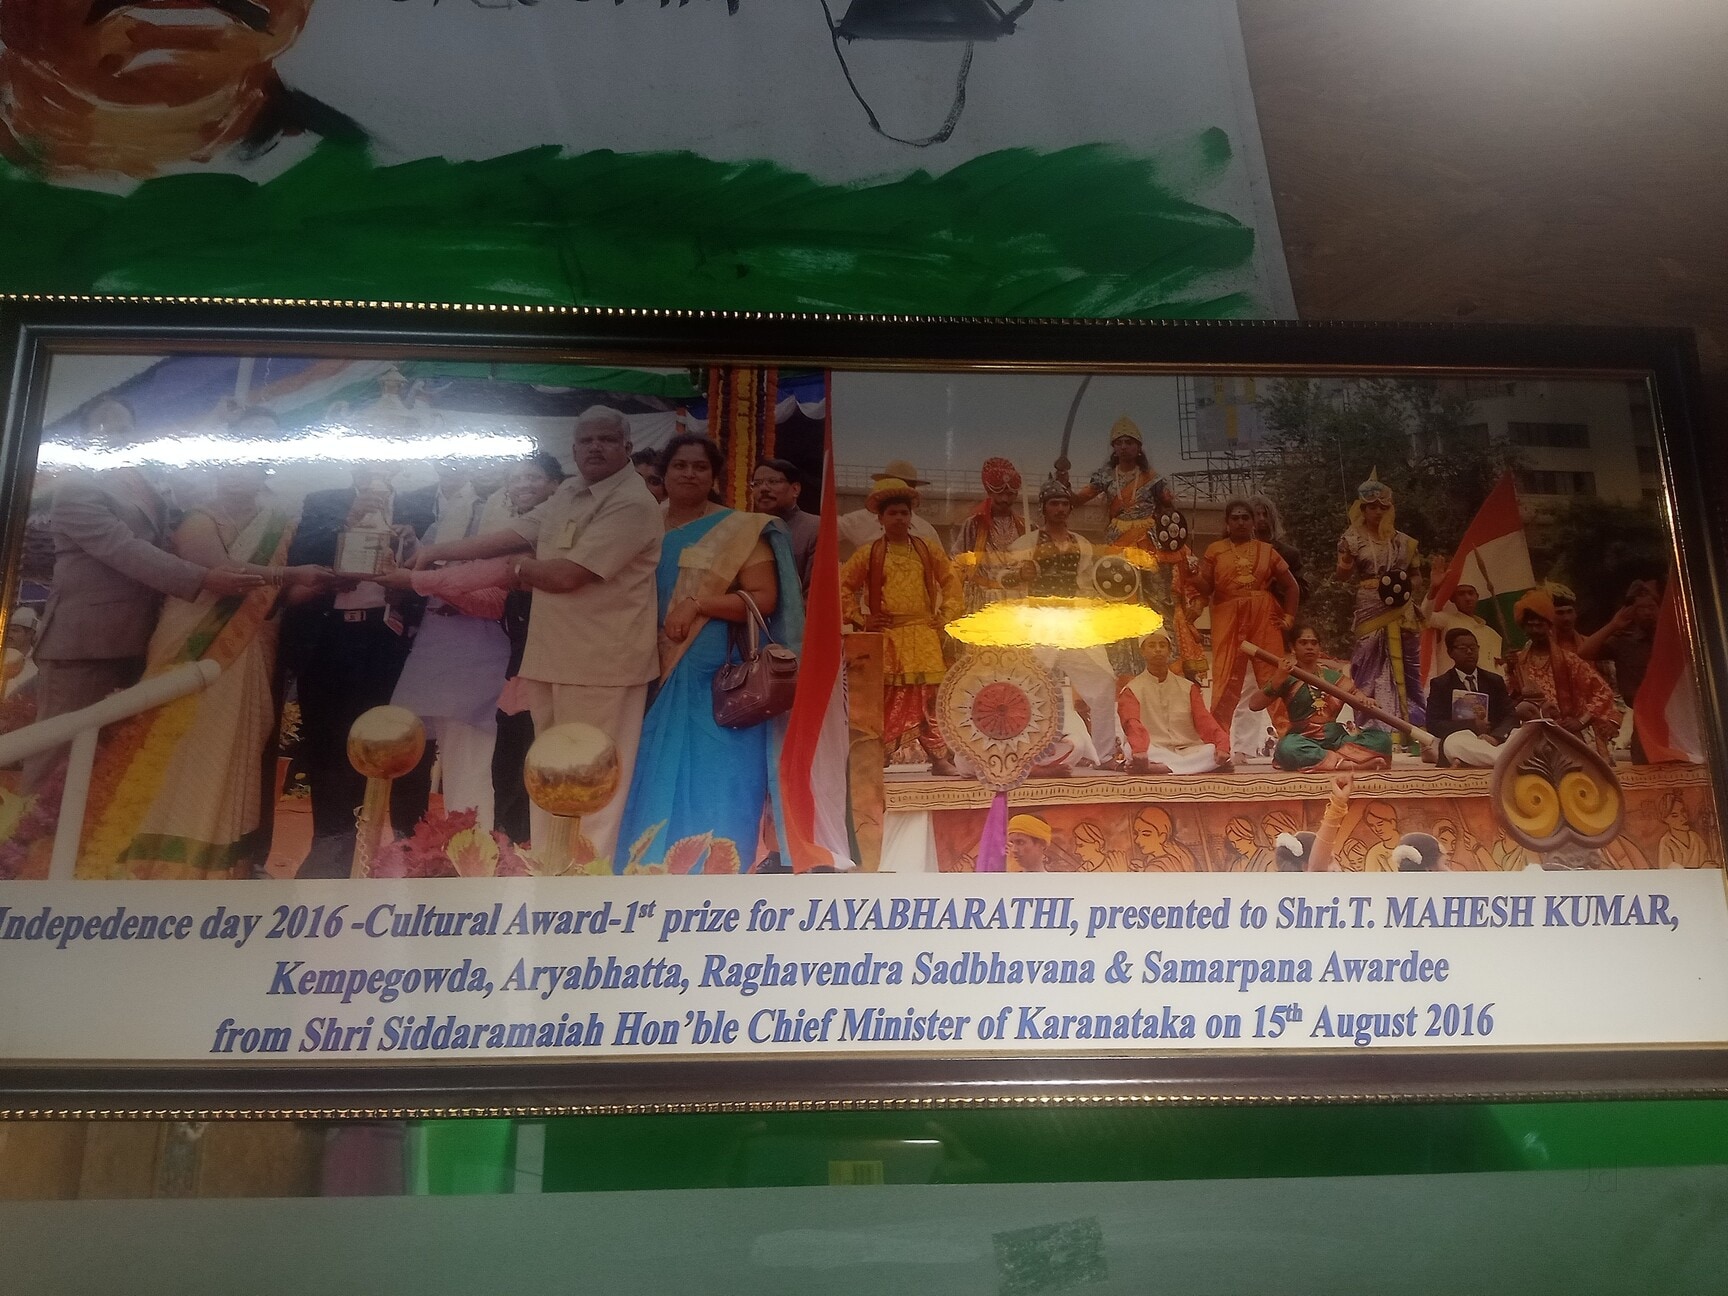 Indepedence day 2016 -Cultural Award-1st prize for JAYABHARATHI, presented to Shri.T. MAHESH KUMAR,
Kempegowda, Aryabhatta, Raghavendra Sadbhavana & Samarpana Awardee
from Shri Siddaramaiah Hon'ble Chief Minister of Karanataka on 15th August 2016